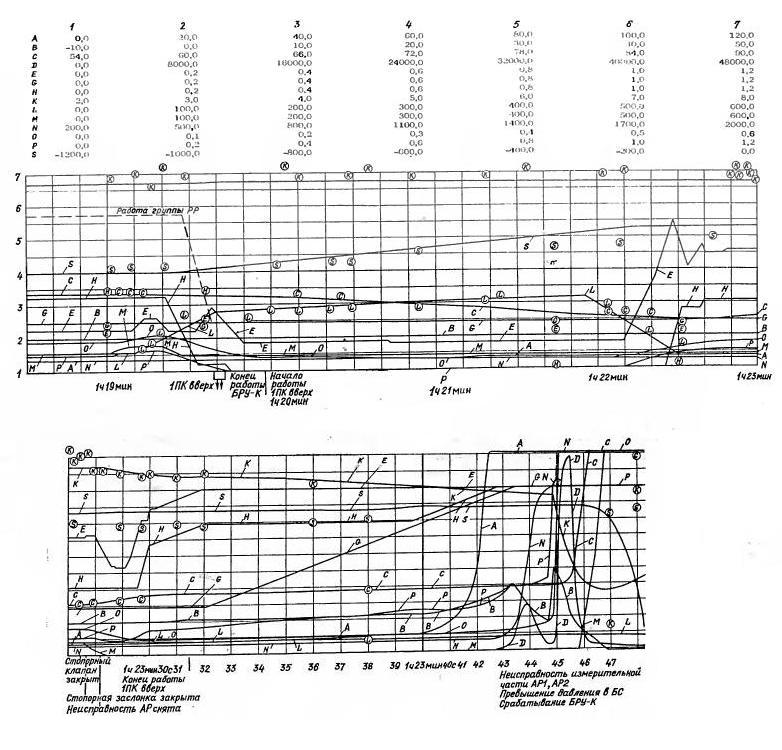 1 2 3 4 5 6 7
A 0,0 20,0 40,0 60,0 80,0 100,0 120,0
B -10,0 0,0 10,0 20,0 30,0 40,0 50,0
C 54,0 60,0 66,0 72,0 78,0 84,0 90,0
D 0,0 8000,0 16000,0 24000,0 32000,0 40000,0 48000,0
E 0,0 0,2 0,4 0,6 0,8 1,0 1,2
G 0,0 0,2 0,4 0,6 0,8 1,0 1,2
H 0,0 0,2 0,4 0,6 0,8 1,0 1,2
K 2,0 3,0 4,0 5,0 6,0 7,0 8,0
L 0,0 100,0 200,0 300,0 400,0 500,0 600,0
M 0,0 100,0 200,0 300,0 400,0 500,0 600,0
N 200,0 500,0 800,0 1100,0 1400,0 1700,0 2000,0
O 0,0 0,1 0,2 0,3 0,4 0,5 0,6
P 0,0 0,2 0,4 0,6 0,8 1,0 1,2
S -1200,0 -1000,0 -800,0 -600,0 -400,0 -200,0 0,0
7
6
5
4
3
2
1
Работа группы РР
1ч19мин
1ПК вверх
Конец
работы
БРУ-К
Начало
работы
1ПК вверх
1ч20мин
1ч21мин
1ч22мин
1ч23мин
Стопорный
клапан
закрыт
1ч 23мин30с31 32 33 34 35 36 37 38 39 1ч23мин40с41 42 43 44 45 46 47
Конец работы
1ПК вверх
Стопорная заслонка закрыта
Неисправность АР снята
Неисправность измерительной
части АР1, АР2
Превышение давления в БС
Срабатывание БРУ-К